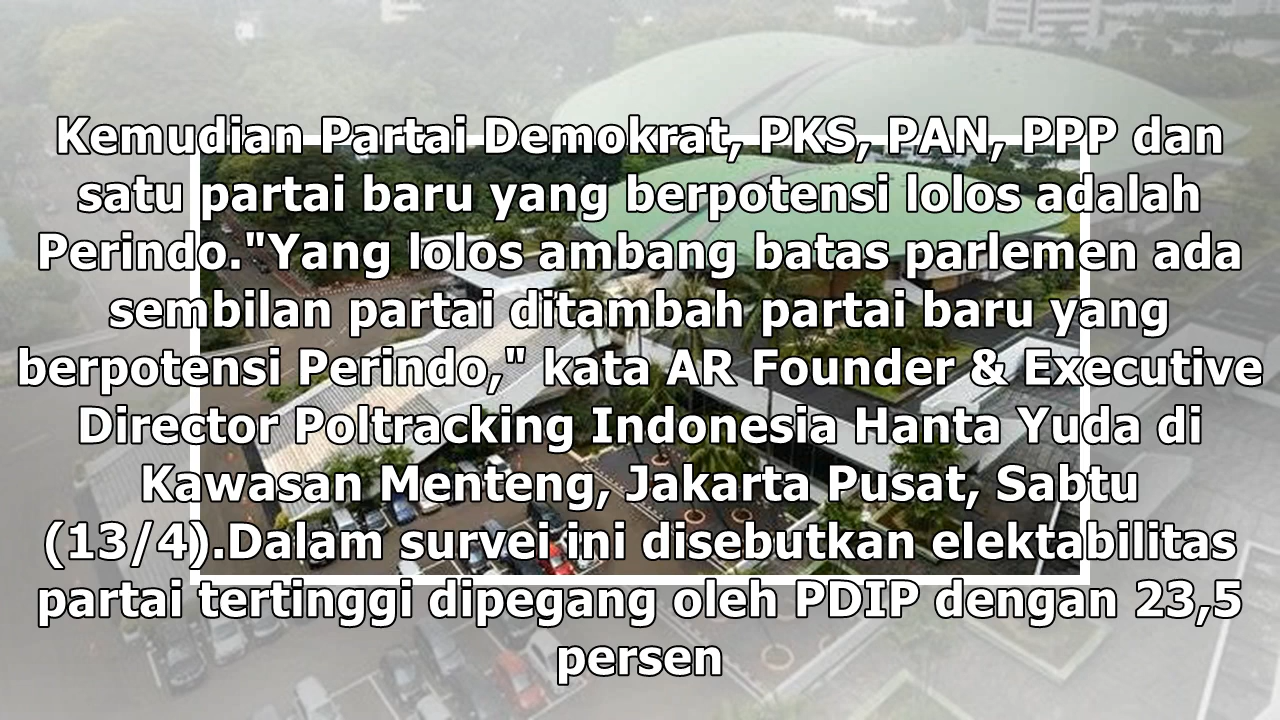 Kemudian Partai Demokrat, PKS, PAN, PPP dan
satu partai baru yang berpotensi lolos adalah
Perindo."Yang lolos ambang batas parlemen ada
sembilan partai ditambah partai baru yang
berpotensi Perindo," kata AR Founder & Executive
Director Poltracking Indonesia Hanta Yuda di
Kawasan Menteng, Jakarta Pusat, Sabtu
(13/4).Dalam survei ini disebutkan elektabilitas
partai tertinggi dipegang oleh PDIP dengan 23,5
persen